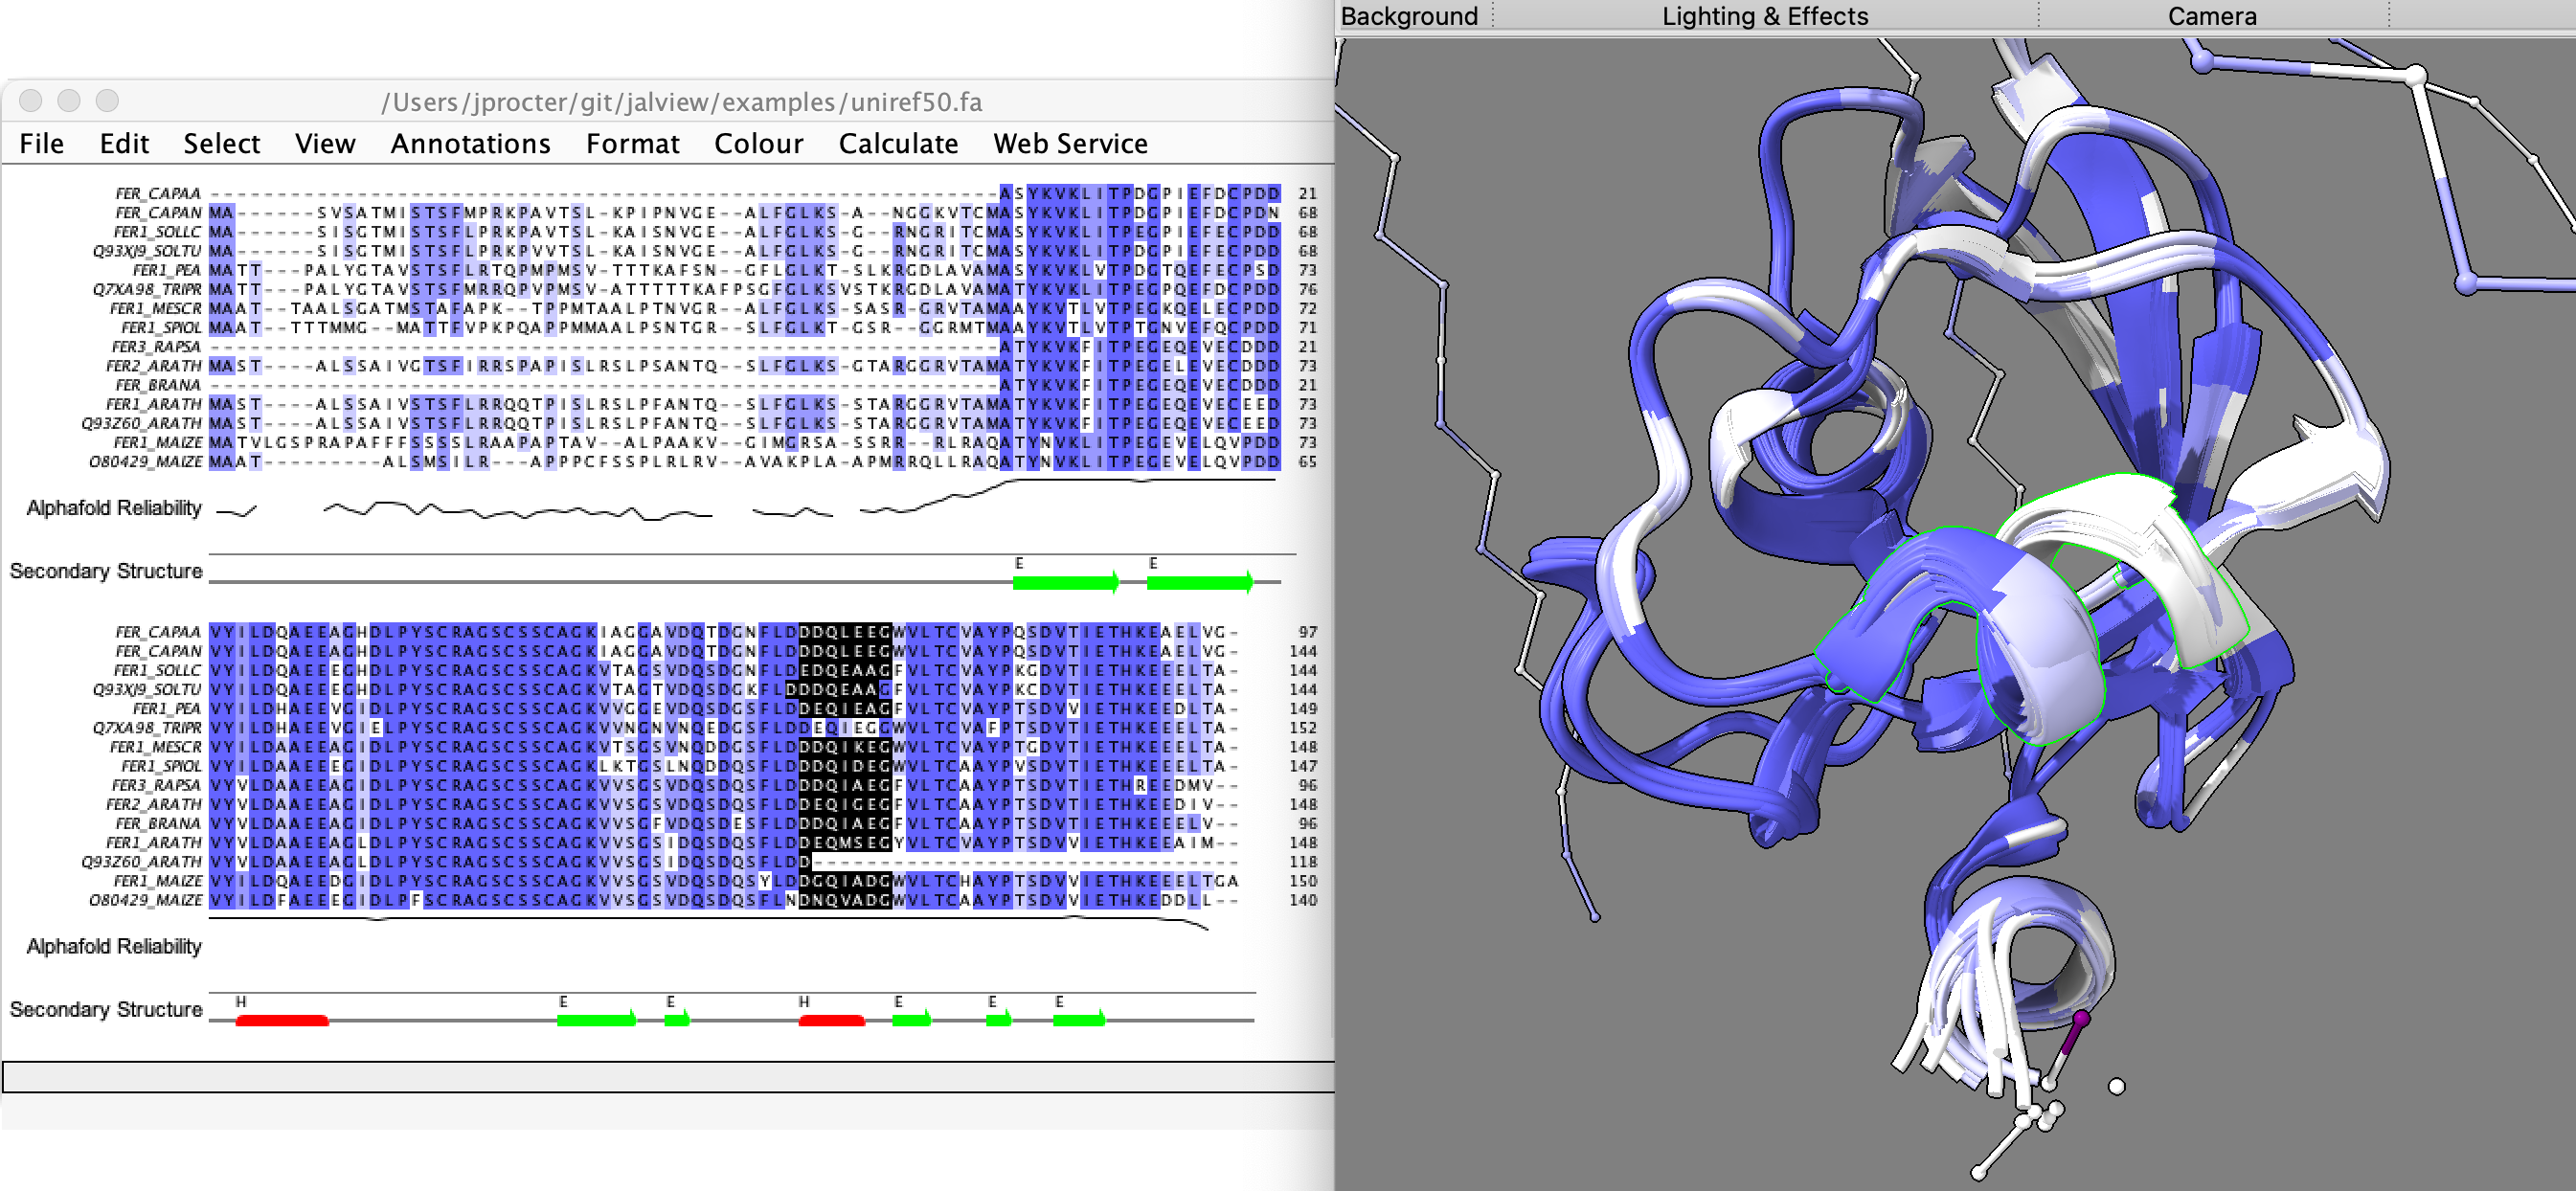 Background Lighting & Effects Camera
/Users/jprocter/git/jalview/examples/uniref50.fa
File Edit Select View Annotations Format Colour Calculate Web Service
FER_CAPAA ASYKVKLITPDGPIEFDCPDD 21
FER_CAPAN MA------SVSATMISTSFMPRKPAVTSL-KPIPNVGE--ALFGLKS-A--NGGKVTCMASYKVKLITPDGPIEFDCPDN 68
FER1_SOLLC MA------SISGTMISTSFLPRKPAVTSL-KAISNVGE--ALFGLKS-G--RNGRITCMASYKVKLITPEGPIEFECPDD 68
Q93XJ9_SOLTU MA------SISGTMISTSFLPRKPVVTSL-KAISNVGE--ALFGLKS-G--RNGRITCMASYKVKLITPDGPIEFECPDD 68
FER1_PEA MATT---PALYGTAVSTSFLRTQPMPMSV-TTTKAFSN--GFLGLKT-SLKRGDLAVAMASYKVKLVTPDGTQEFECPSD 73
Q7XA98_TRIPR MATT---PALYGTAVSTSFMRRQPVPMSV-ATTTTTKAFPSGFGLKSVSTKRGDLAVAMATYKVKLITPEGPQEFDCPDD 76
FER1_MESCR MAAT--TAALSGATMSTAFAPK--TPPMTAALPTNVGR--ALFGLKS-SASR-GRVTAMAAYKVTLVTPEGKQELECPDD 72
FER1_SPIOL MAAT--TTTMMG--MATTFVPKPQAPPMMAALPSNTGR--SLFGLKT-GSR--GGRMTMAAYKVTLVTPTGNVEFQCPDD 71
FER3_RAPSA ATYKVKFITPEGEQEVECDDD 21
FER2_ARATH MAST----ALSSAIVGTSFIRRSPAPISLRSLPSANTQ--SLFGLKS-GTARGGRVTAMATYKVKFITPEGELEVECDDD 73
FER_BRANA ATYKVKFITPEGEQEVECDDD 21
FER1_ARATH MAST----ALSSAIVSTSFLRRQQTPISLRSLPFANTQ--SLFGLKS-STARGGRVTAMATYKVKFITPEGEQEVECEED 73
Q93Z60_ARATH MAST----ALSSAIVSTSFLRRQQTPISLRSLPFANTQ--SLFGLKS-STARGGRVTAMATYKVKFITPEGEQEVECEED 73
FER1_MAIZE MATVLGSPRAPAFFFSSSSLRAAPAPTAV--ALPAAKV--GIMGRSA-SSRR--RLRAQATYNVKLITPEGEVELQVPDD 73
O80429_MAIZE MAAT---------ALSMSILR---APPPCFSSPLRLRV--AVAKPLA-APMRRQLLRAQATYNVKLITPEGEVELQVPDD 65
Alphafold Reliability
E E
Secondary Structure
FER_CAPAA VYILDQAEEAGHDLPYSCRAGSCSSCAGKIAGGAVDQTDGNFLDDDQLEEGWVLTCVAYPQSDVTIETHKEAELVG- 97
FER_CAPAN VYILDQAEEAGHDLPYSCRAGSCSSCAGKIAGGAVDQTDGNFLDDDQLEEGWVLTCVAYPQSDVTIETHKEAELVG- 144
FER1_SOLLC VYILDQAEEEGHDLPYSCRAGSCSSCAGKVTAGSVDQSDGNFLDEDQEAAGFVLTCVAYPKGDVTIETHKEEELTA- 144
Q93XJ9_SOLTU VYILDQAEEEGHDLPYSCRAGSCSSCAGKVTAGTVDQSDGKFLDDDQEAAGFVLTCVAYPKCDVTIETHKEEELTA- 144
FER1_PEA VYILDHAEEVGIDLPYSCRAGSCSSCAGKVVGGEVDQSDGSFLDDEQIEAGFVLTCVAYPTSDVVIETHKEEDLTA- 149
Q7XA98_TRIPR VYILDHAEEVGIELPYSCRAGSCSSCAGKVVNGNVNQEDGSFLDDEQIEGGWVLTCVAFPTSDVTIETHKEEELTA- 152
FER1_MESCR VYILDAAEEAGIDLPYSCRAGSCSSCAGKVTSGSVNQDDGSFLDDDQIKEGWVLTCVAYPTGDVTIETHKEEELTA- 148
FER1_SPIOL VYILDAAEEEGIDLPYSCRAGSCSSCAGKLKTGSLNQDDQSFLDDDQIDEGWVLTCAAYPVSDVTIETHKEEELTA- 147
FER3_RAPSA VYVLDAAEEAGIDLPYSCRAGSCSSCAGKVVSGSVDQSDQSFLDDDQIAEGFVLTCAAYPTSDVTIETHREEDMV-- 96
FER2_ARATH VYVLDAAEEAGIDLPYSCRAGSCSSCAGKVVSGSVDQSDQSFLDDEQIGEGFVLTCAAYPTSDVTIETHKEEDIV-- 148
FER_BRANA VYVLDAAEEAGIDLPYSCRAGSCSSCAGKVVSGFVDQSDESFLDDDQIAEGFVLTCAAYPTSDVTIETHKEEELV-- 96
FER1_ARATH VYVLDAAEEAGLDLPYSCRAGSCSSCAGKVVSGSIDQSDQSFLDDEQMSEGYVLTCVAYPTSDVVIETHKEEAIM-- 148
Q93Z60_ARATH VYVLDAAEEAGLDLPYSCRAGSCSSCAGKVVSGSIDQSDQSFLDD-------------------------------- 118
FER1_MAIZE VYILDQAEEDGIDLPYSCRAGSCSSCAGKVVSGSVDQSDQSYLDDGQIADGWVLTCHAYPTSDVVIETHKEEELTGA 150
O80429_MAIZE VYILDFAEEEGIDLPFSCRAGSCSSCAGKVVSGSVDQSDQSFLNDNQVADGWVLTCAAYPTSDVVIETHKEDDLL-- 140
Alphafold Reliability
H E E H E E E
Secondary Structure